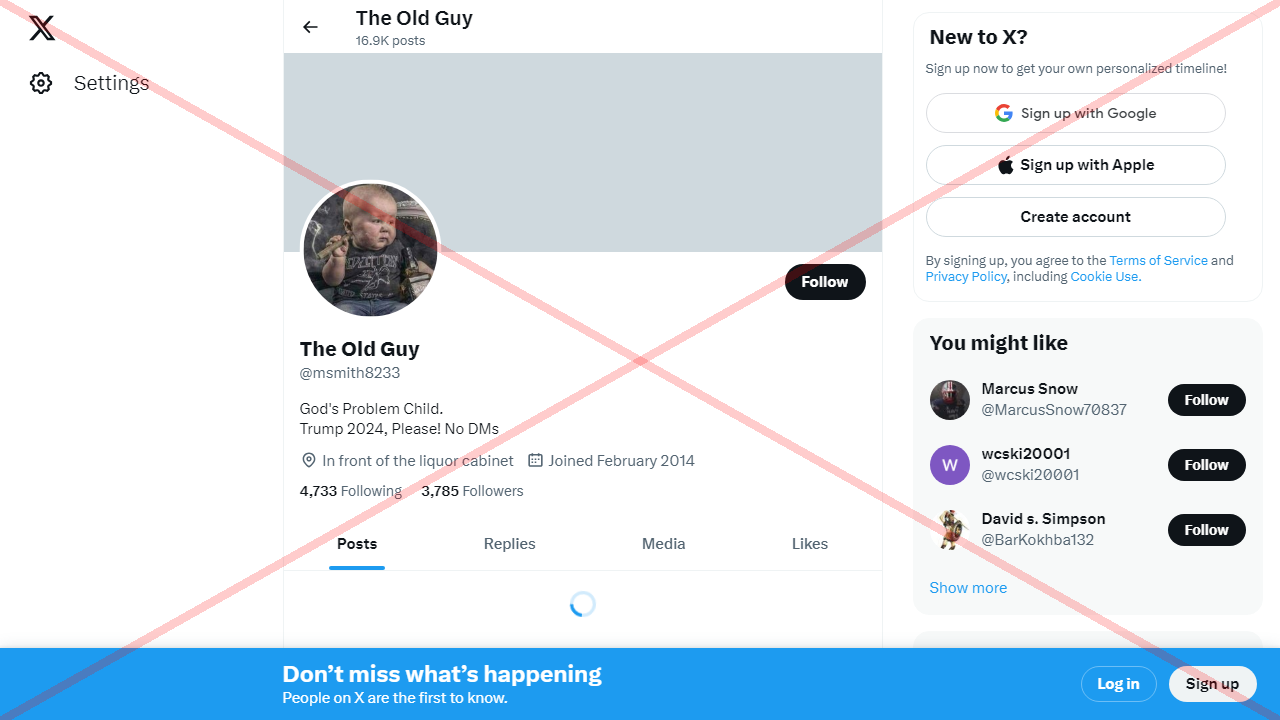 Settings
The Old Guy
16.9K posts
Follow
The Old Guy
@msmith8233
God's Problem Child.
Trump 2024, Please! No DMs
In front of the liquor cabinet Joined February 2014
4,733 Following 3,785 Followers
Posts Replies Media Likes
New to X?
Sign up now to get your own personalized timeline!
Sign up with Google
Sign up with Apple
Create account
By signing up, you agree to the Terms of Service and
Privacy Policy, including Cookie Use.
You might like
Marcus Snow
@MarcusSnow70837
Follow
W
wcski20001
@wcski20001
Follow
David s. Simpson
@BarKokhba132
Follow
Show more
Don’t miss what’s happening
People on X are the first to know.
Log in Sign up